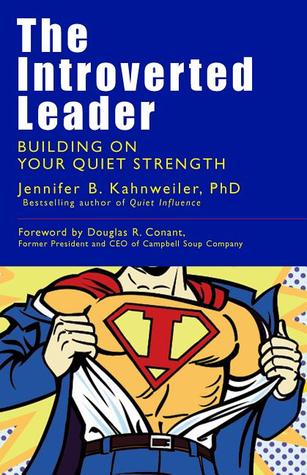 The
Introverted
Leader
BUILDING ON
YOUR QUIET STRENGTH
Jennifer B. Kahnweiler, PhD
Bestselling author of Quiet Influence
Foreword by Douglas R. Conant,
Former President and CEO of Campbell Soup Company
I